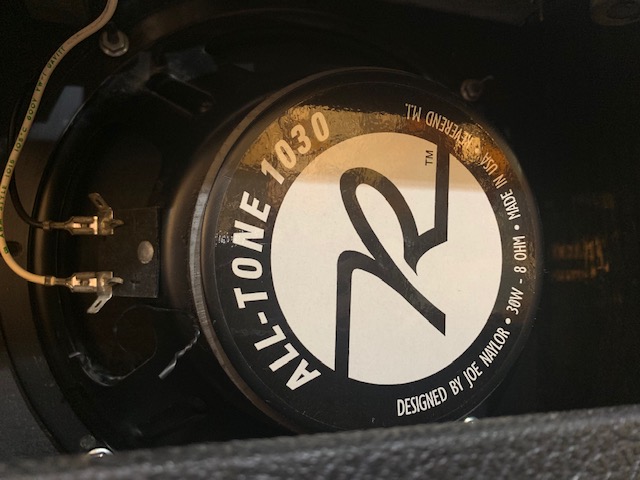 ALL-TONE 1030
R
TM
DESIGNED BY JOE NAYLOR • 30W - 8 OHM • MADE IN USA • REVEREND M.I.